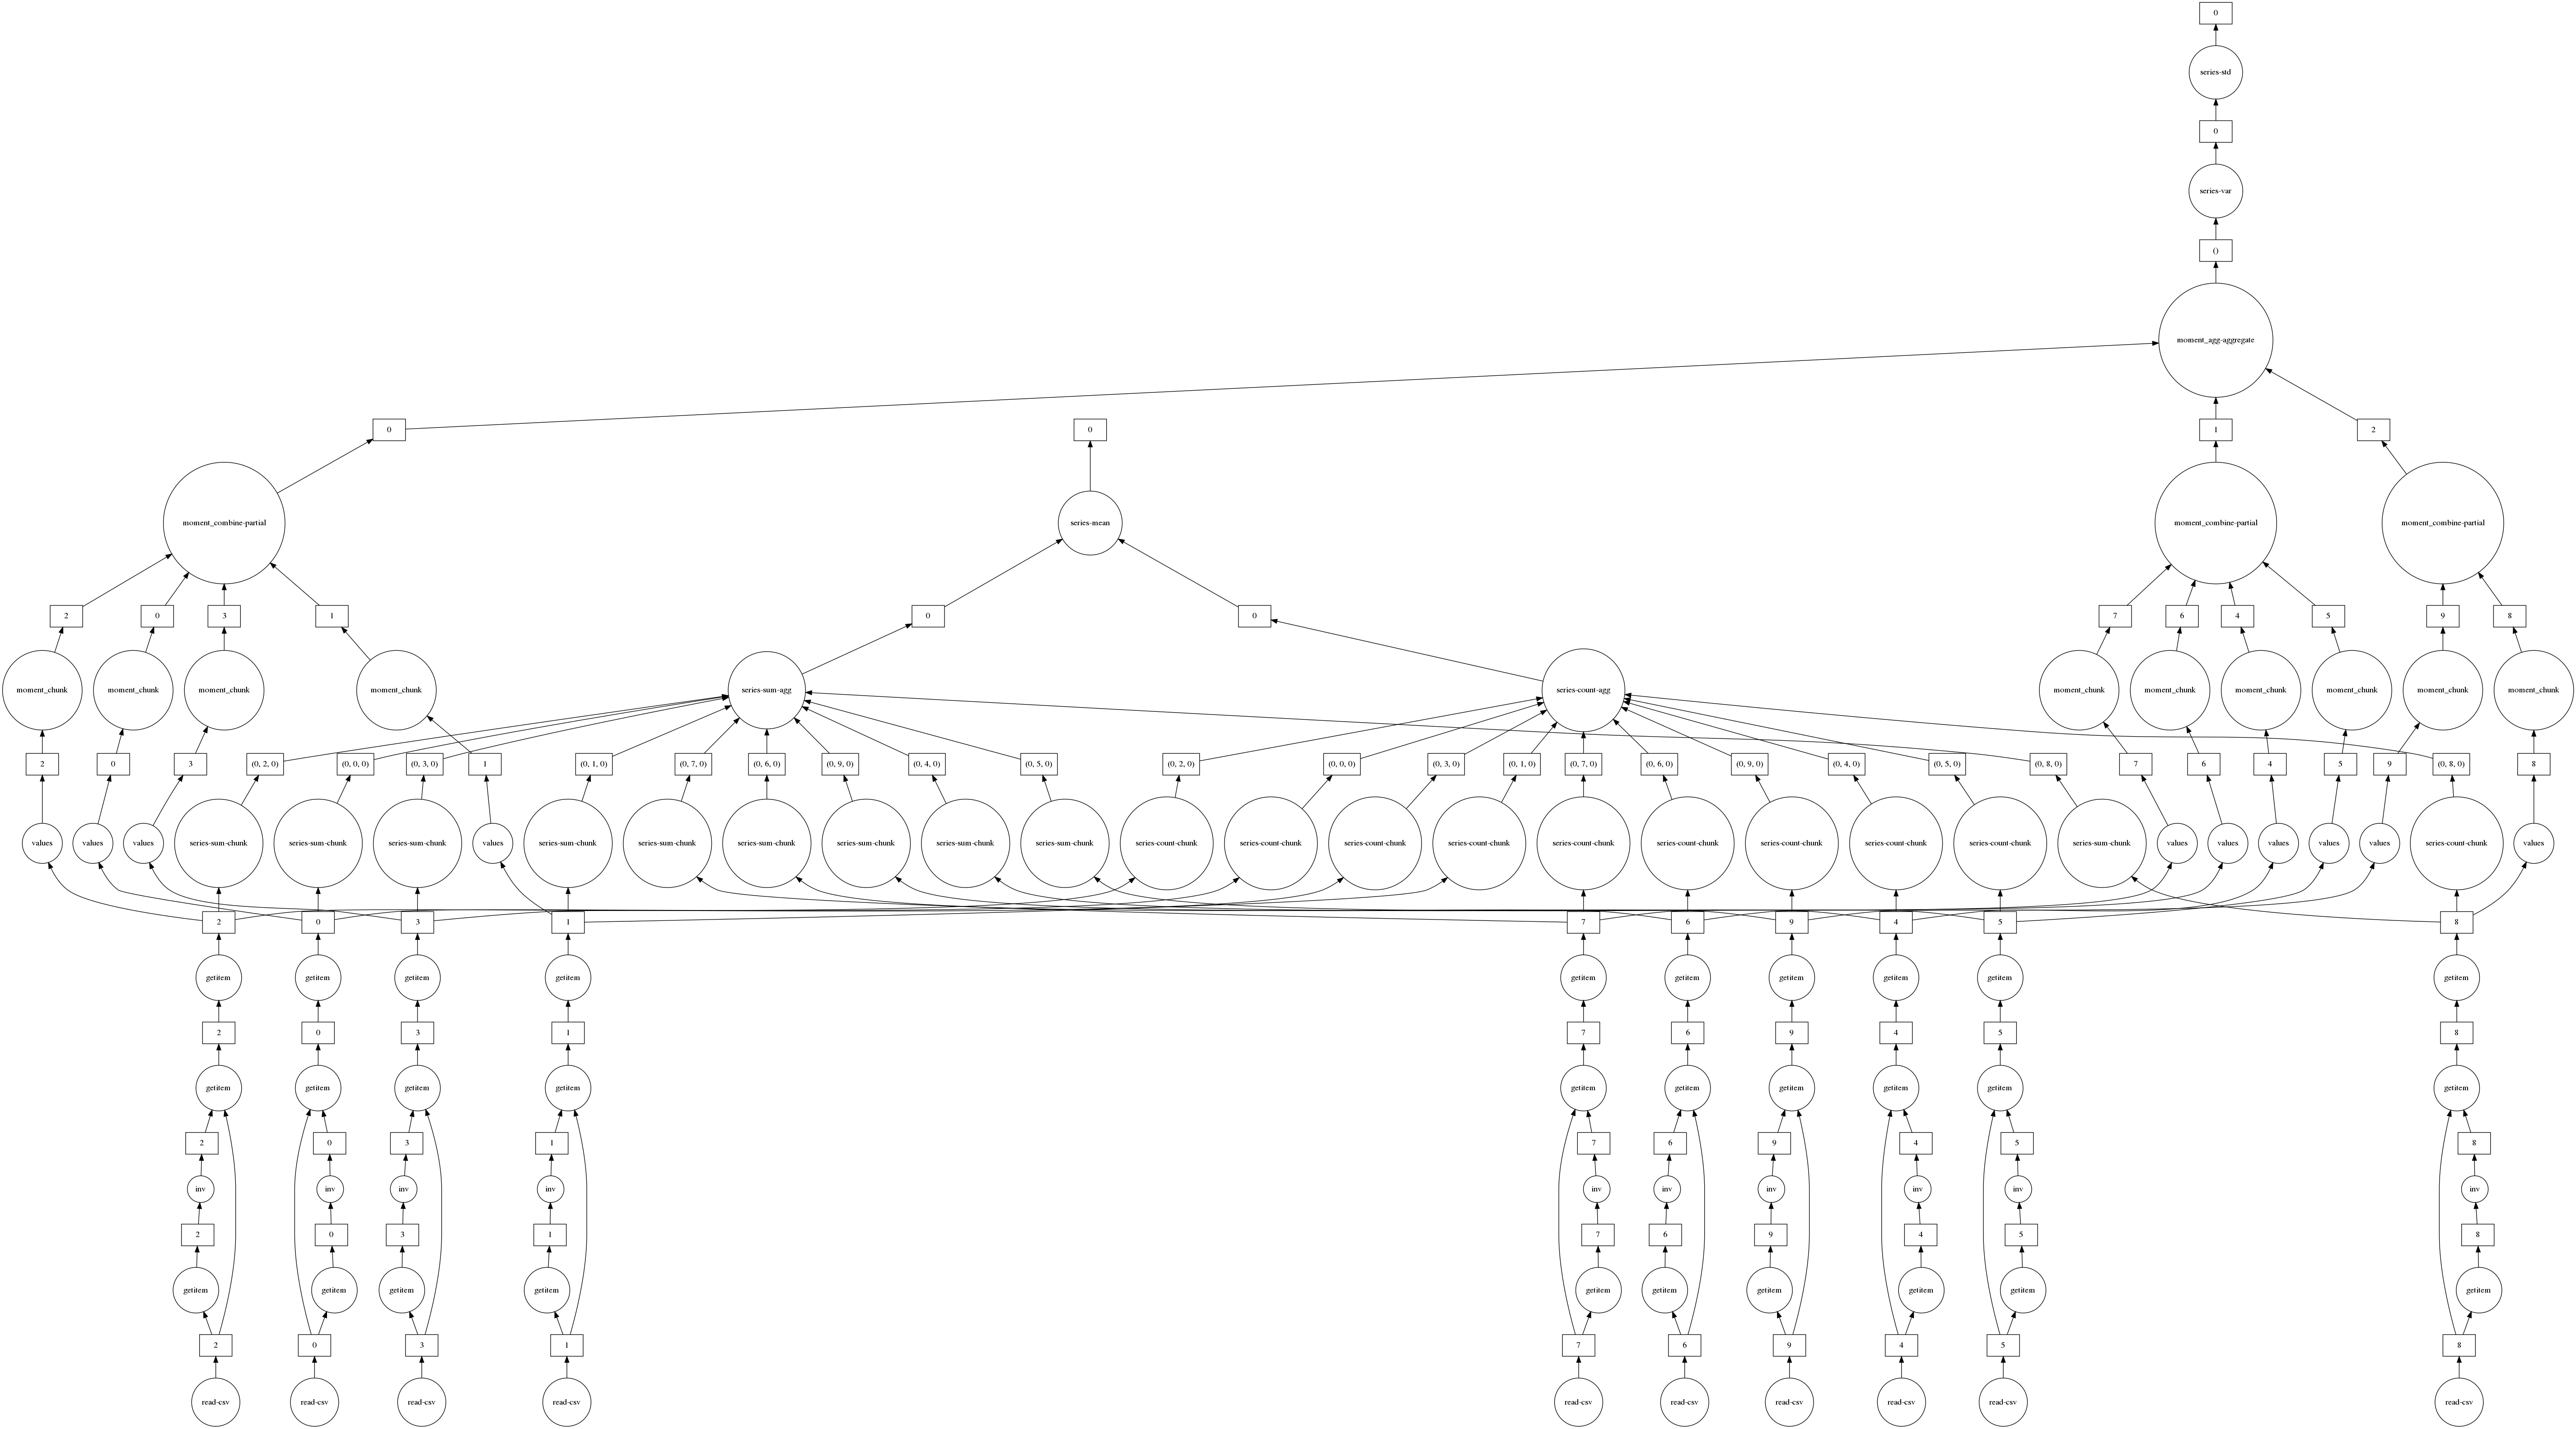 0
series-std
0
series-var
()
moment_agg-aggregate
0 0 1 2
moment_combine-partial series-mean moment_combine-partial moment_combine-partial
2 0 3 1 0 0 7 6 4 5 9 8
moment_chunk moment_chunk moment_chunk moment_chunk series-sum-agg series-count-agg moment_chunk moment_chunk moment_chunk moment_chunk moment_chunk moment_chunk
2 0 3 (0, 2, 0) (0, 0, 0) (0, 3, 0) 1 (0, 1, 0) (0, 7, 0) (0, 6, 0) (0, 9, 0) (0, 4, 0) (0, 5, 0) (0, 2, 0) (0, 0, 0) (0, 3, 0) (0, 1, 0) (0, 7, 0) (0, 6, 0) (0, 9, 0) (0, 4, 0) (0, 5, 0) (0, 8, 0) 7 6 4 5 9 (0, 8, 0) 8
values values values series-sum-chunk series-sum-chunk series-sum-chunk values series-sum-chunk series-sum-chunk series-sum-chunk series-sum-chunk series-sum-chunk series-sum-chunk series-count-chunk series-count-chunk series-count-chunk series-count-chunk series-count-chunk series-count-chunk series-count-chunk series-count-chunk series-count-chunk series-sum-chunk values values values values values series-count-chunk values
2 0 3 1 7 6 9 4 5 8
getitem getitem getitem getitem getitem getitem getitem getitem getitem getitem
2 0 3 1 7 6 9 4 5 8
getitem getitem getitem getitem getitem getitem getitem getitem getitem getitem
2 0 3 1 7 6 9 4 5 8
inv inv inv inv inv inv inv inv inv inv
2 0 3 1 7 6 9 4 5 8
getitem getitem getitem getitem getitem getitem getitem getitem getitem getitem
2 0 3 1 7 6 9 4 5 8
read-csv read-csv read-csv read-csv read-csv read-csv read-csv read-csv read-csv read-csv